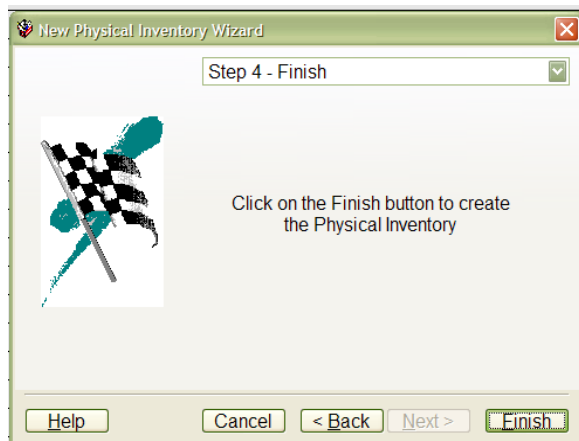 New Physical Inventory Wizard
Step 4 - Finish
Click on the Finish button to create
the Physical Inventory
Help Cancel < Back Next > Finish